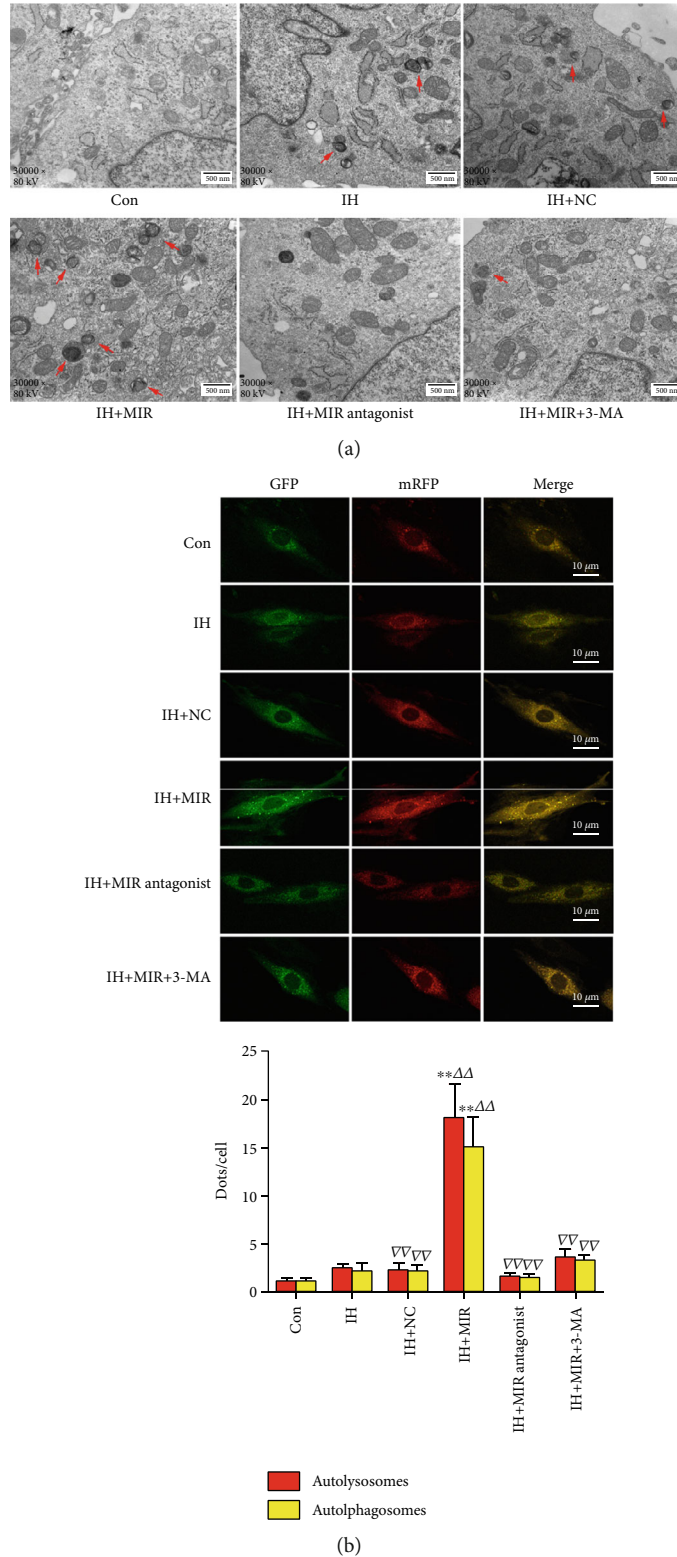 30000 ×
80 kV
500 nm
30000 ×
80 kV
500 nm
30000 ×
80 kV
500 nm
Con
IH
IH+NC
30000 ×
80 kV
500 nm
30000 ×
80 kV
500 nm
30000 ×
80 kV
500 nm
IH+MIR
IH+MIR antagonist
IH+MIR+3-MA
(a)
GFP
mRFP
Merge
Con
10 μm
IH
10 μm
IH+NC
10 μm
IH+MIR
10 μm
IH+MIR antagonist
10 μm
IH+MIR+3-MA
10 μm
Dots/cell
25
20
15
10
5
0
**ΔΔ
**ΔΔ
∇∇
∇∇
∇∇
∇∇
∇∇
∇∇
Con
IH
IH+NC
IH+MIR
IH+MIR antagonist
IH+MIR+3-MA
Autolysosomes
Autolphagosomes
(b)